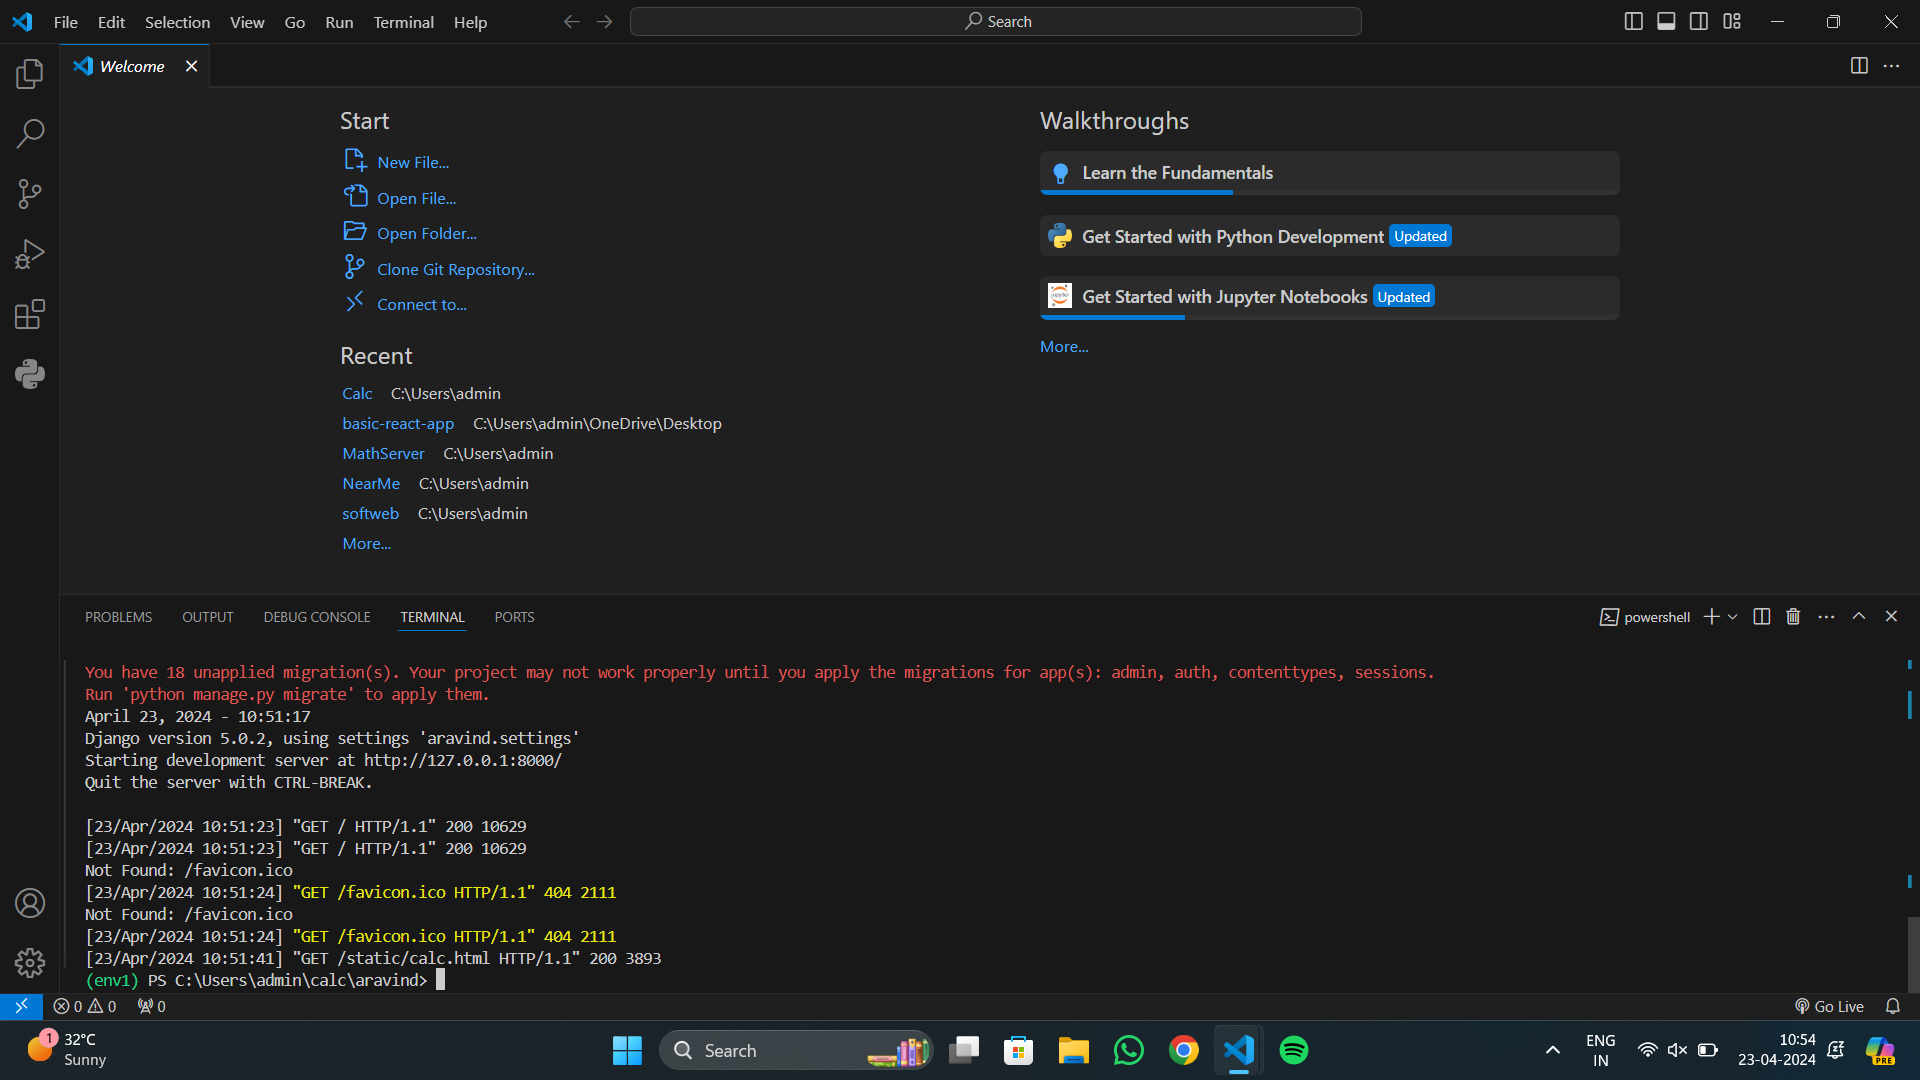 File Edit Selection View Go Run Terminal Help
Search
Welcome
Start
New File...
Open File...
Open Folder...
Clone Git Repository...
Connect to...
Recent
Calc C:\Users\admin
basic-react-app C:\Users\admin\OneDrive\Desktop
MathServer C:\Users\admin
NearMe C:\Users\admin
softweb C:\Users\admin
More...
Walkthroughs
Learn the Fundamentals
Get Started with Python Development Updated
Get Started with Jupyter Notebooks Updated
More...
PROBLEMS OUTPUT DEBUG CONSOLE TERMINAL PORTS
powershell
You have 18 unapplied migration(s). Your project may not work properly until you apply the migrations for app(s): admin, auth, contenttypes, sessions.
Run 'python manage.py migrate' to apply them.
April 23, 2024 - 10:51:17
Django version 5.0.2, using settings 'aravind.settings'
Starting development server at http://127.0.0.1:8000/
Quit the server with CTRL-BREAK.
[23/Apr/2024 10:51:23] "GET / HTTP/1.1" 200 10629
[23/Apr/2024 10:51:23] "GET / HTTP/1.1" 200 10629
Not Found: /favicon.ico
[23/Apr/2024 10:51:24] "GET /favicon.ico HTTP/1.1" 404 2111
Not Found: /favicon.ico
[23/Apr/2024 10:51:24] "GET /favicon.ico HTTP/1.1" 404 2111
[23/Apr/2024 10:51:41] "GET /static/calc.html HTTP/1.1" 200 3893
(env1) PS C:\Users\admin\calc\aravind>
0 0 0
Go Live
1
32°C
Sunny
Search
ENG
IN
10:54
23-04-2024
PRE